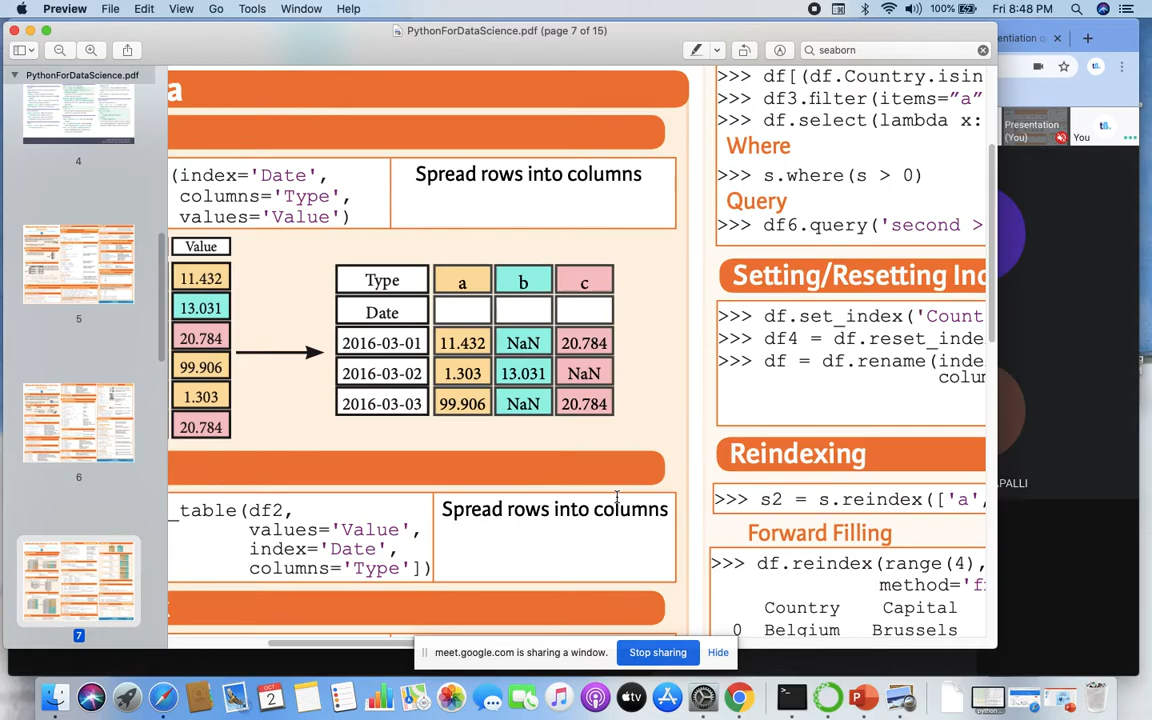 Preview File Edit View Go Tools Window Help
100% Fri 8:48 PM
PythonForDataScience.pdf (page 7 of 15)
seaborn
PythonForDataScience.pdf
4
5
6
7
a
(index='Date',
columns='Type',
values='Value')
Spread rows into columns
Value
11.432
13.031
20.784
99.906
1.303
20.784
Type a b c
Date
2016-03-01 11.432 NaN 20.784
2016-03-02 1.303 13.031 NaN
2016-03-03 99.906 NaN 20.784
_table(df2,
values='Value',
index='Date',
columns='Type'])
Spread rows into columns
>>> df[(df.Country.isin
>>> df3.filter(items="a"
>>> df.select(lambda x:
Where
>>> s.where(s > 0)
Query
>>> df6.query('second >
Setting/Resetting Ind
>>> df.set_index('Count
>>> df4 = df.reset_inde
>>> df = df.rename(inde
colum
Reindexing
>>> s2 = s.reindex(['a',
Forward Filling
>>> df.reindex(range(4),
method='f
Country Capital
0 Belgium Brussels
entation
Presentation
(You)
til.
You
APALLI
meet.google.com is sharing a window.
Stop sharing
Hide
OCT
2
tv